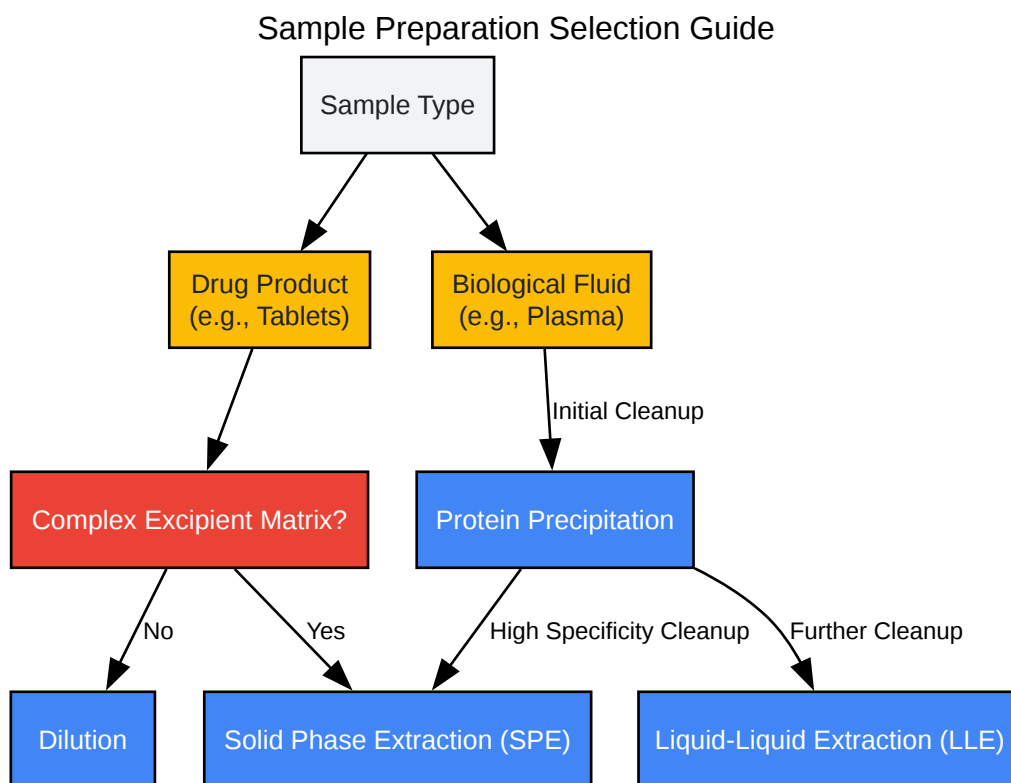 Sample Preparation Selection Guide
Sample Type
Drug Product
(e.g., Tablets)
Biological Fluid
(e.g., Plasma)
Initial Cleanup
Complex Excipient Matrix?
Protein Precipitation
No
Yes
High Specificity Cleanup
Further Cleanup
Dilution
Solid Phase Extraction (SPE)
Liquid-Liquid Extraction (LLE)